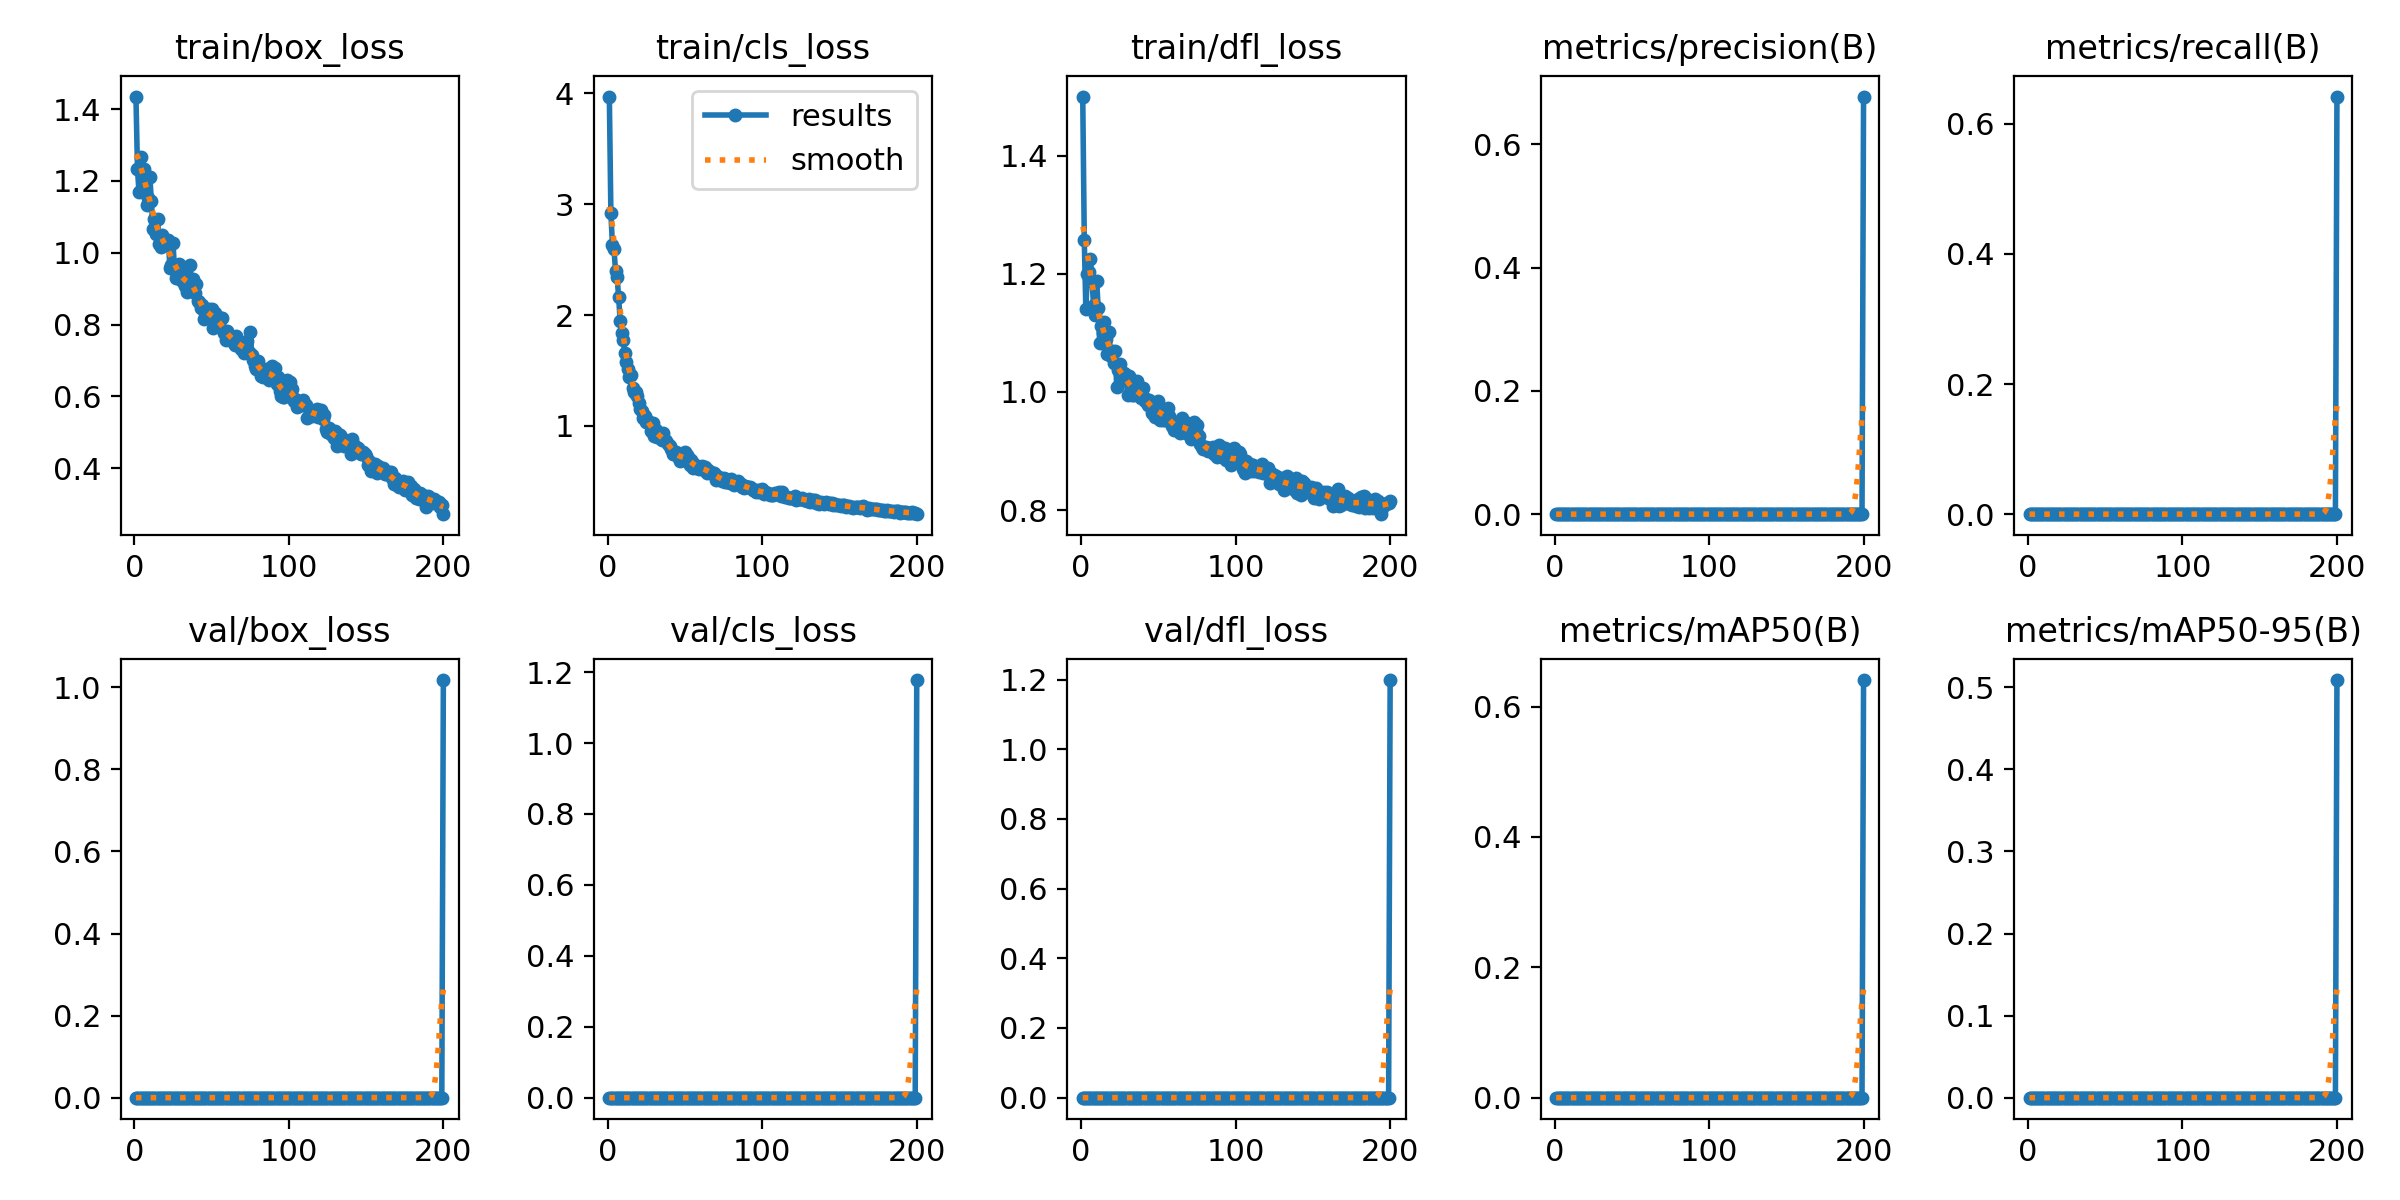 train/box_loss
1.4
1.2
1.0
0.8
0.6
0.4
0 100 200
train/cls_loss
results
smooth
4
3
2
1
0 100 200
train/dfl_loss
1.4
1.2
1.0
0.8
0 100 200
metrics/precision(B)
0.6
0.4
0.2
0.0
0 100 200
metrics/recall(B)
0.6
0.4
0.2
0.0
0 100 200
val/box_loss
1.0
0.8
0.6
0.4
0.2
0.0
0 100 200
val/cls_loss
1.2
1.0
0.8
0.6
0.4
0.2
0.0
0 100 200
val/dfl_loss
1.2
1.0
0.8
0.6
0.4
0.2
0.0
0 100 200
metrics/mAP50(B)
0.6
0.4
0.2
0.0
0 100 200
metrics/mAP50-95(B)
0.5
0.4
0.3
0.2
0.1
0.0
0 100 200